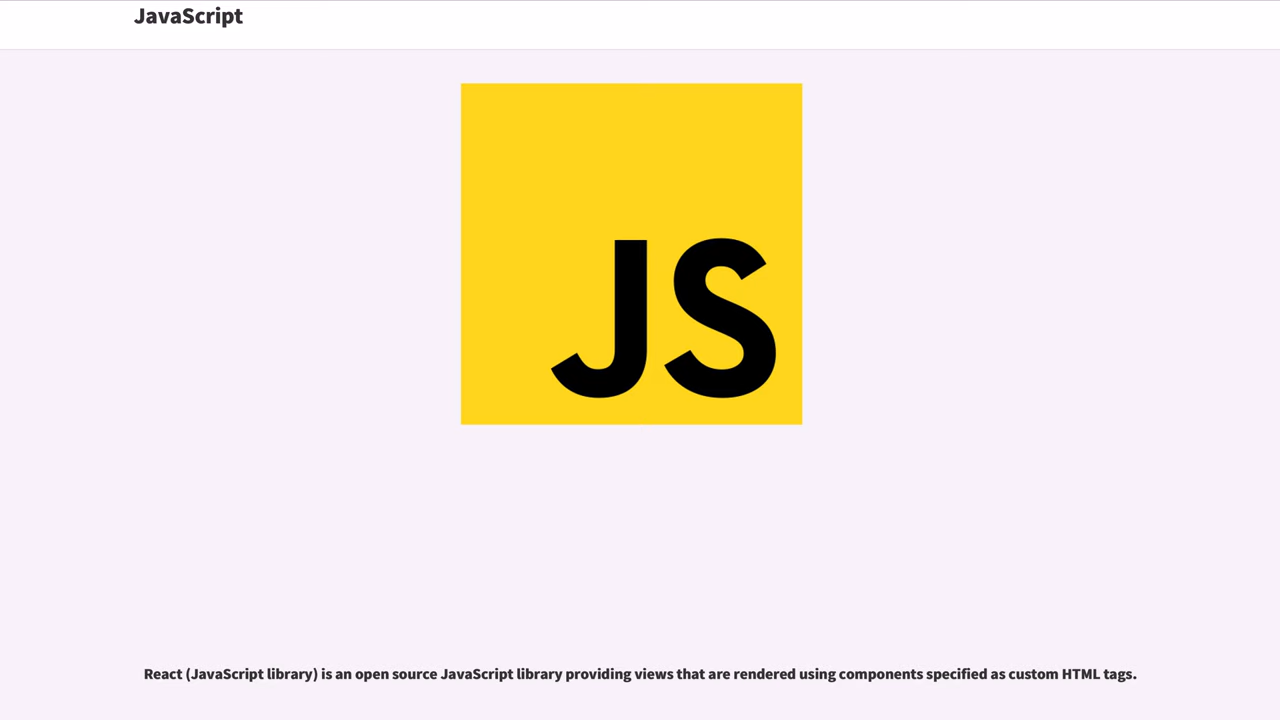 JavaScript
JS
React (JavaScript library) is an open source JavaScript library providing views that are rendered using components specified as custom HTML tags.